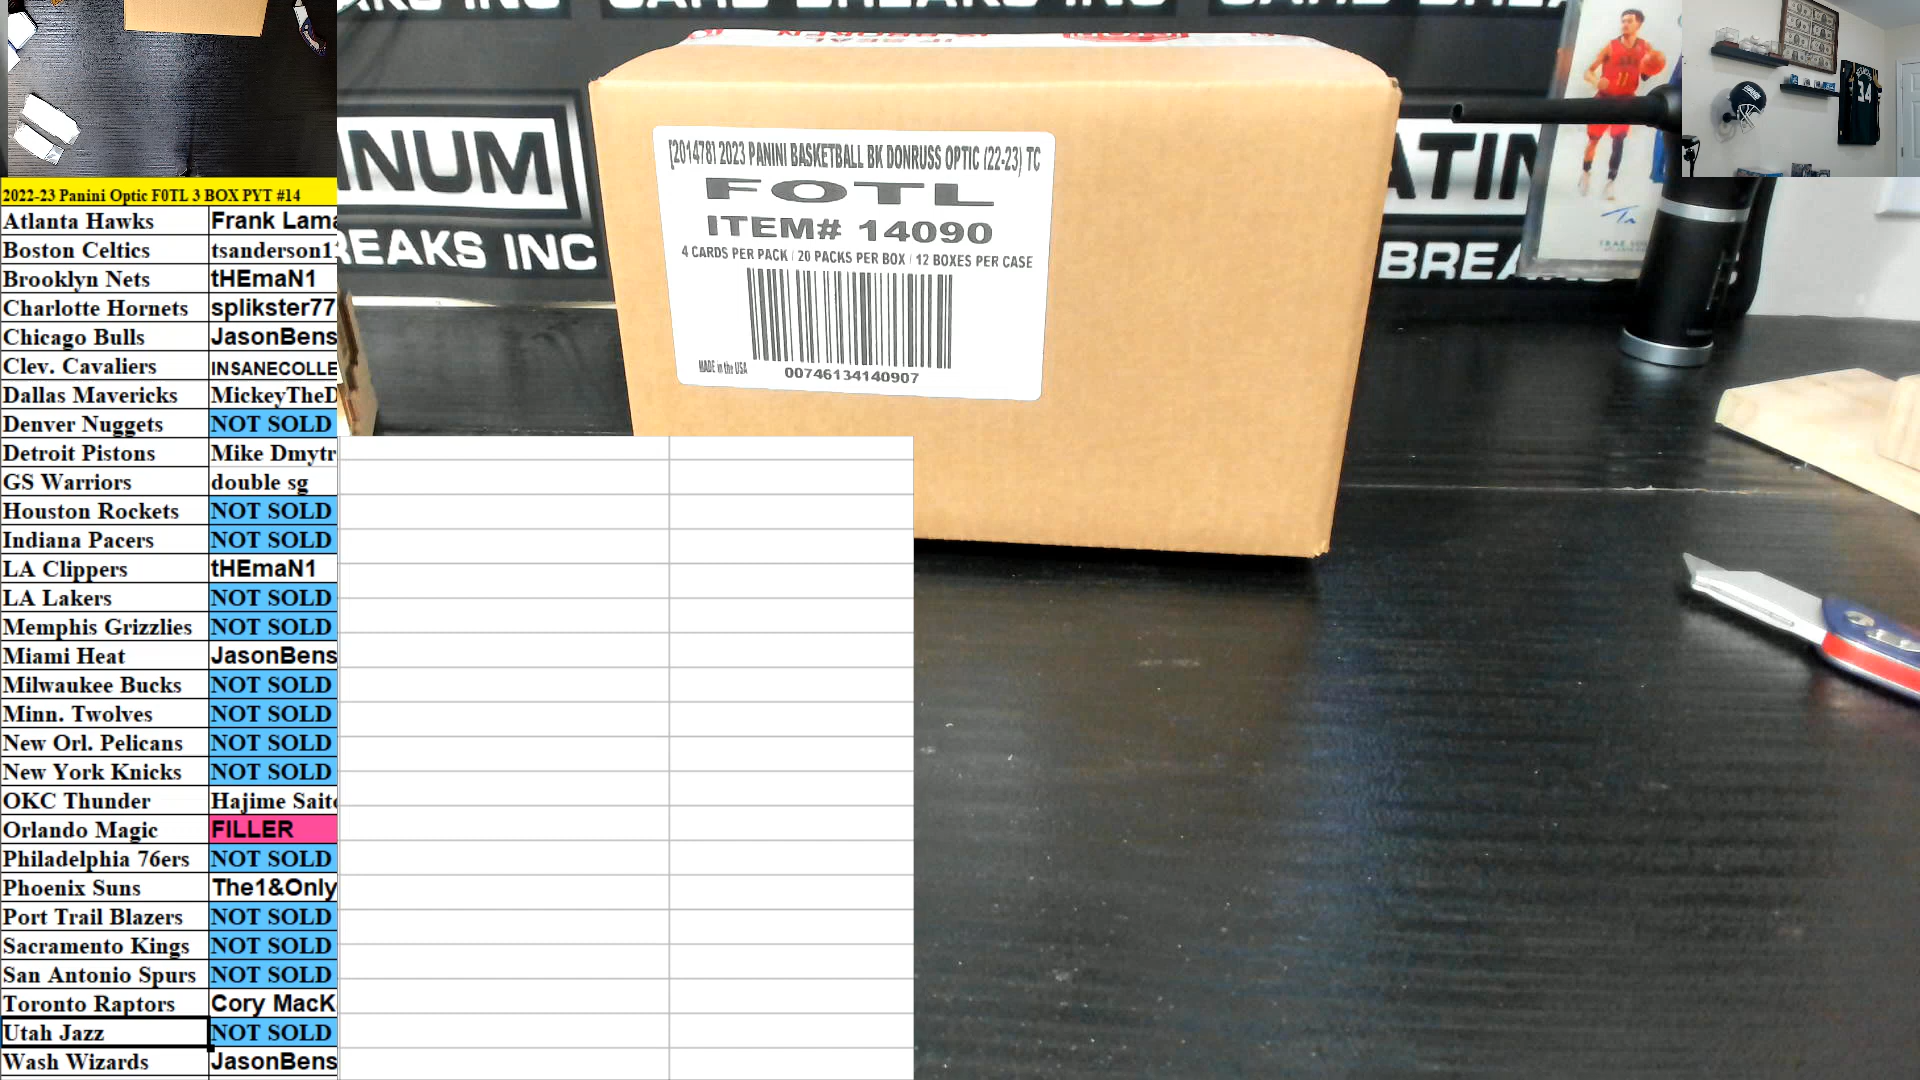 2022-23 Panini Optic F0TL 3 BOX PYT #14
Atlanta Hawks Frank Lama
Boston Celtics tsanderson1
Brooklyn Nets tHEmaN1
Charlotte Hornets splikster77
Chicago Bulls JasonBens
Clev. Cavaliers INSANECOLLE
Dallas Mavericks MickeyTheD
Denver Nuggets NOT SOLD
Detroit Pistons Mike Dmytr
GS Warriors double sg
Houston Rockets NOT SOLD
Indiana Pacers NOT SOLD
LA Clippers tHEmaN1
LA Lakers NOT SOLD
Memphis Grizzlies NOT SOLD
Miami Heat JasonBens
Milwaukee Bucks NOT SOLD
Minn. Twolves NOT SOLD
New Orl. Pelicans NOT SOLD
New York Knicks NOT SOLD
OKC Thunder Hajime Saito
Orlando Magic FILLER
Philadelphia 76ers NOT SOLD
Phoenix Suns The1&Only
Port Trail Blazers NOT SOLD
Sacramento Kings NOT SOLD
San Antonio Spurs NOT SOLD
Toronto Raptors Cory MacK
Utah Jazz NOT SOLD
Wash Wizards JasonBens
[201478] 2023 PANINI BASKETBALL BK DONRUSS OPTIC (22-23) TC
FOTL
ITEM# 14090
4 CARDS PER PACK / 20 PACKS PER BOX / 12 BOXES PER CASE
MADE in the USA
00746134140907
INUM
REAKS INC
ATIN
BREA
11
34